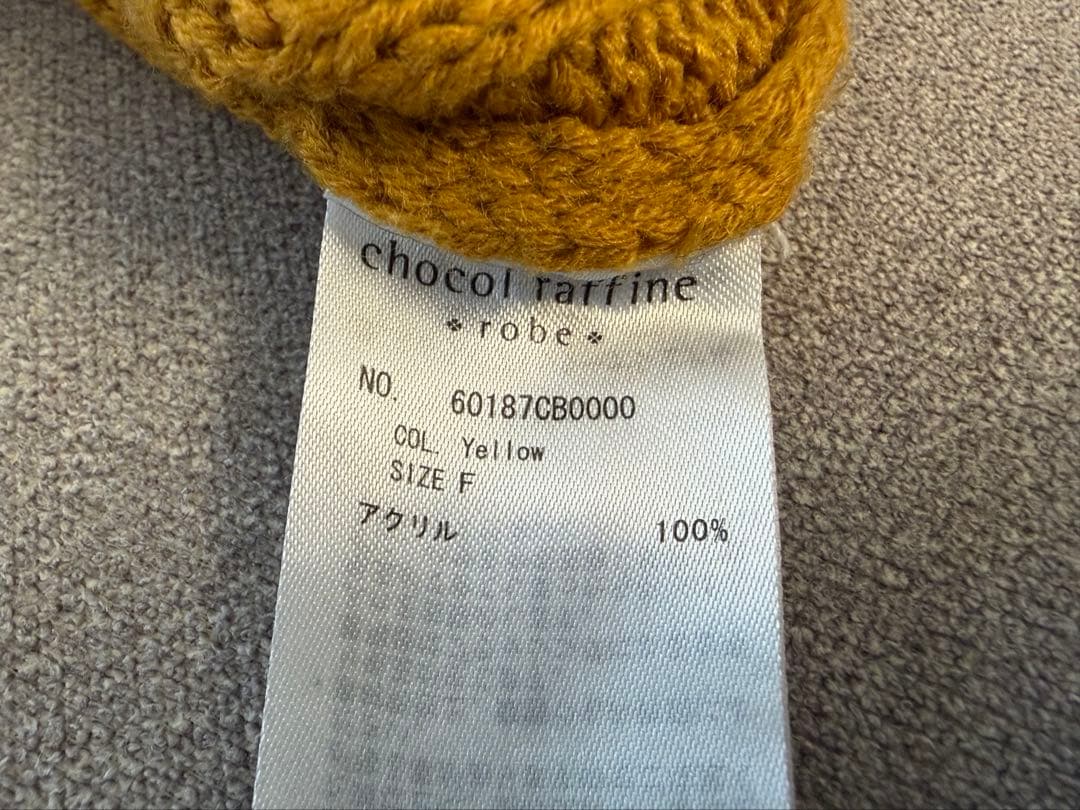 chocol raffine
robe
NO. 60187CB0000
COL. Yellow
SIZE F
アクリル 100%